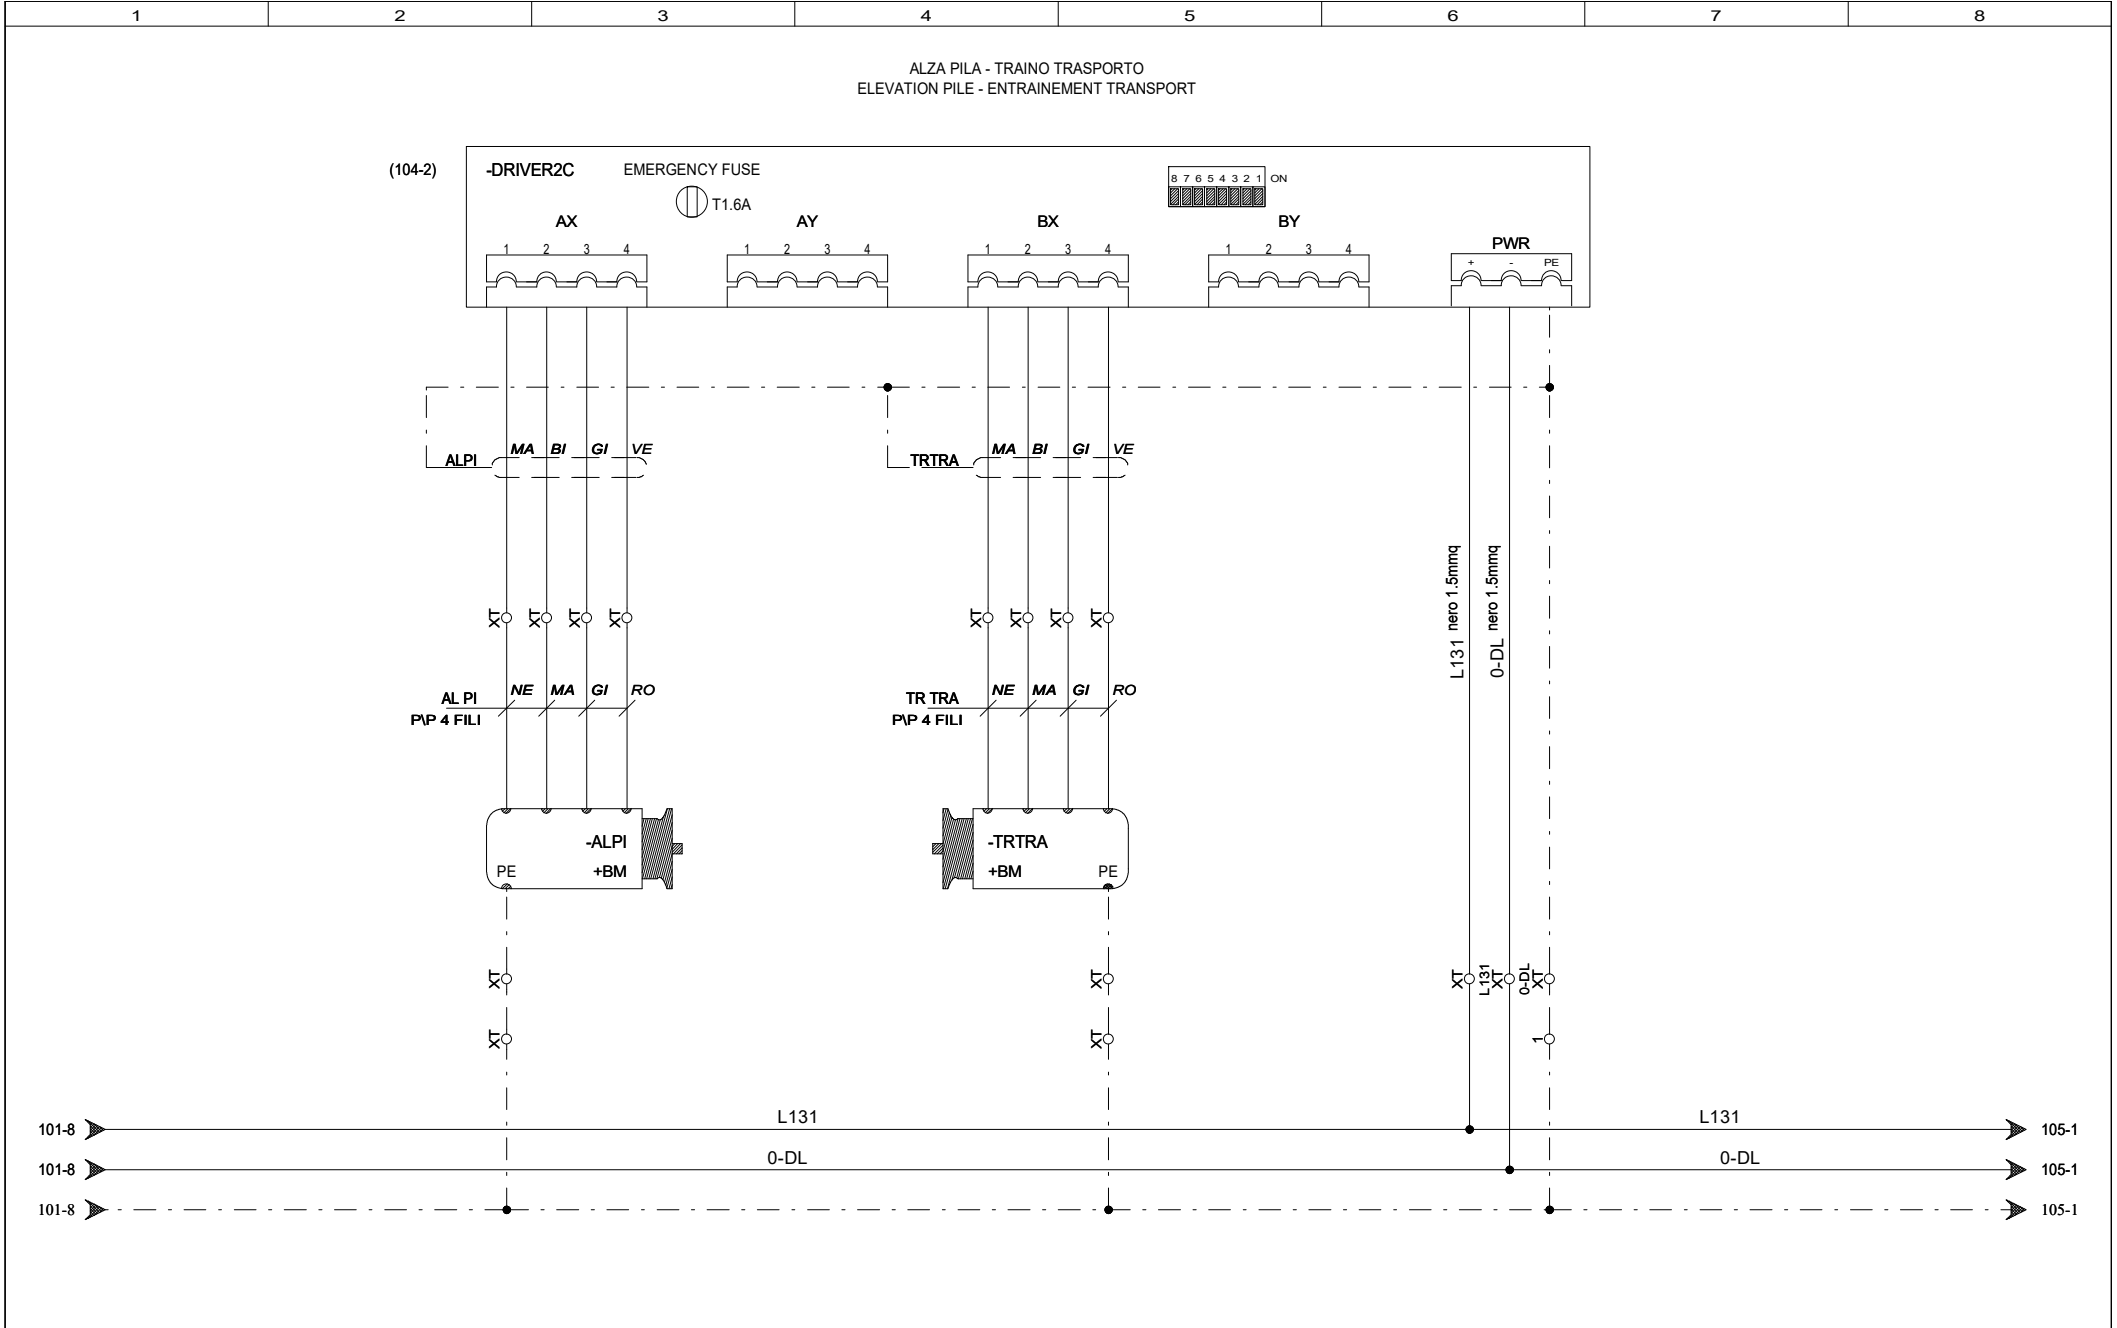 1 2 3 4 5 6 7 8
ALZA PILA - TRAINO TRASPORTO
ELEVATION PILE - ENTRAINEMENT TRANSPORT
(104-2) -DRIVER2C EMERGENCY FUSE
T1.6A
8 7 6 5 4 3 2 1 ON
AX AY BX BY PWR
1 2 3 4 1 2 3 4 1 2 3 4 1 2 3 4 + - PE
ALPI MA BI GI VE
TRTRA MA BI GI VE
L131 nero 1.5mmq
0-DL nero 1.5mmq
XT XT XT XT XT XT XT XT
AL PI NE MA GI RO
P\P 4 FILI
TR TRA NE MA GI RO
P\P 4 FILI
-ALPI
PE +BM
-TRTRA
+BM PE
XT XT XT L131 XT 0-DL XT
XT XT 1
101-8 L131 L131 105-1
101-8 0-DL 0-DL 105-1
101-8 105-1